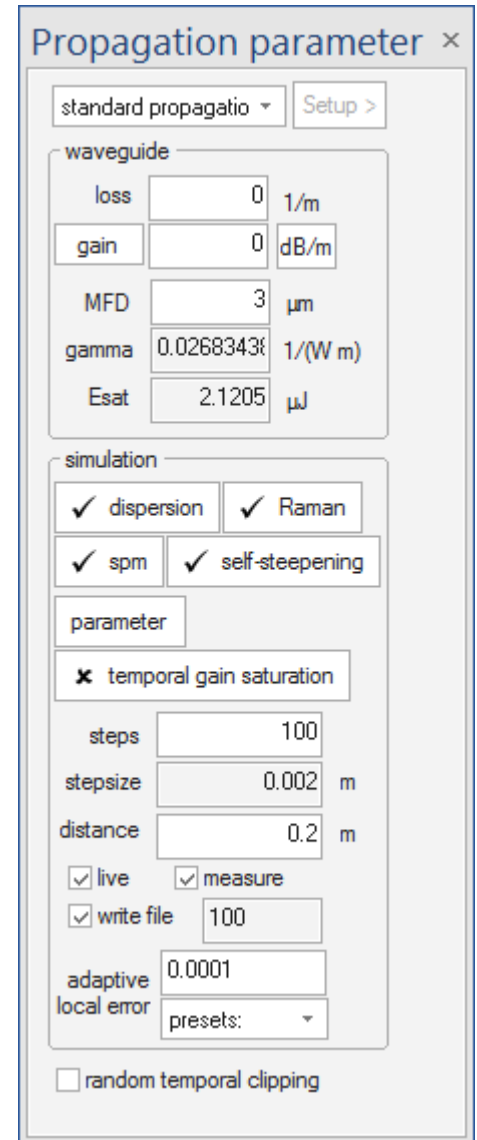 Propagation parameter ×
standard propagatio Setup >
waveguide
loss 0 1/m
gain 0 dB/m
MFD 3 µm
gamma 0.0268343( 1/(W m)
Esat 2.1205 µJ
simulation
✓ dispersion ✓ Raman
✓ spm ✓ self-steepening
parameter
✗ temporal gain saturation
steps 100
stepsize 0.002 m
distance 0.2 m
live measure
write file 100
adaptive 0.0001
local error presets:
random temporal clipping